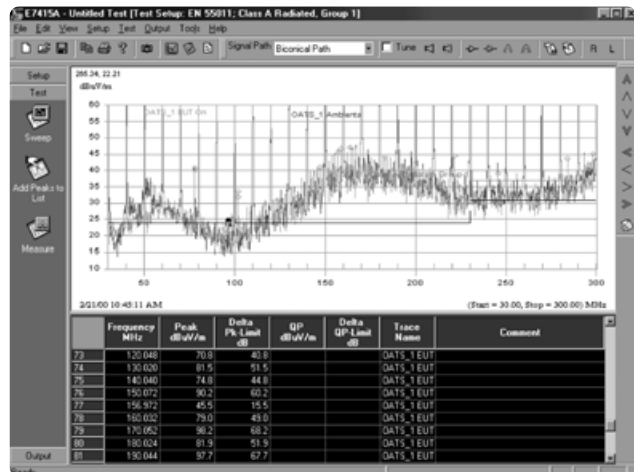 E7415A - Untitled Test [Test Setup: EN 55011; Class A Radiated, Group 1]
File Edit View Setup Test Output Tools Help
Signal Path Biconical Path Tune R L
Setup
Test
Sweep
Add Peaks to List
Measure
Output
285.34, 22.21
dBuV/m
OATS_1 EUT On
OATS_1 Ambients
60
55
50
45
40
35
30
25
20
15
10
50 100 150 200 250 300
2/21/00 10:43:11 AM (Start = 30.00, Stop = 300.00) MHz
Frequency MHz Peak dBuV/m Delta Pk-Limit dB QP dBuV/m Delta QP-Limit dB Trace Name Comment
73 120.048 70.8 40.8 OATS_1 EUT
74 130.020 81.5 51.5 OATS_1 EUT
75 140.040 74.8 44.8 OATS_1 EUT
76 150.072 90.2 60.2 OATS_1 EUT
77 156.972 45.5 15.5 OATS_1 EUT
78 160.032 79.0 49.0 OATS_1 EUT
79 170.052 98.2 68.2 OATS_1 EUT
80 180.024 81.9 51.9 OATS_1 EUT
81 190.044 97.7 67.7 OATS_1 EUT